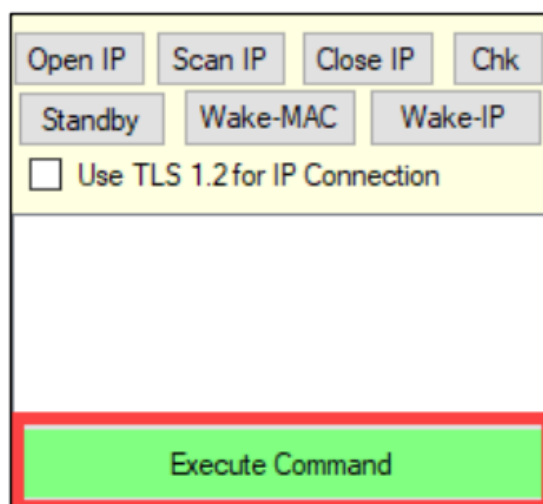 Open IP Scan IP Close IP Chk
Standby Wake-MAC Wake-IP
Use TLS 1.2 for IP Connection
Execute Command